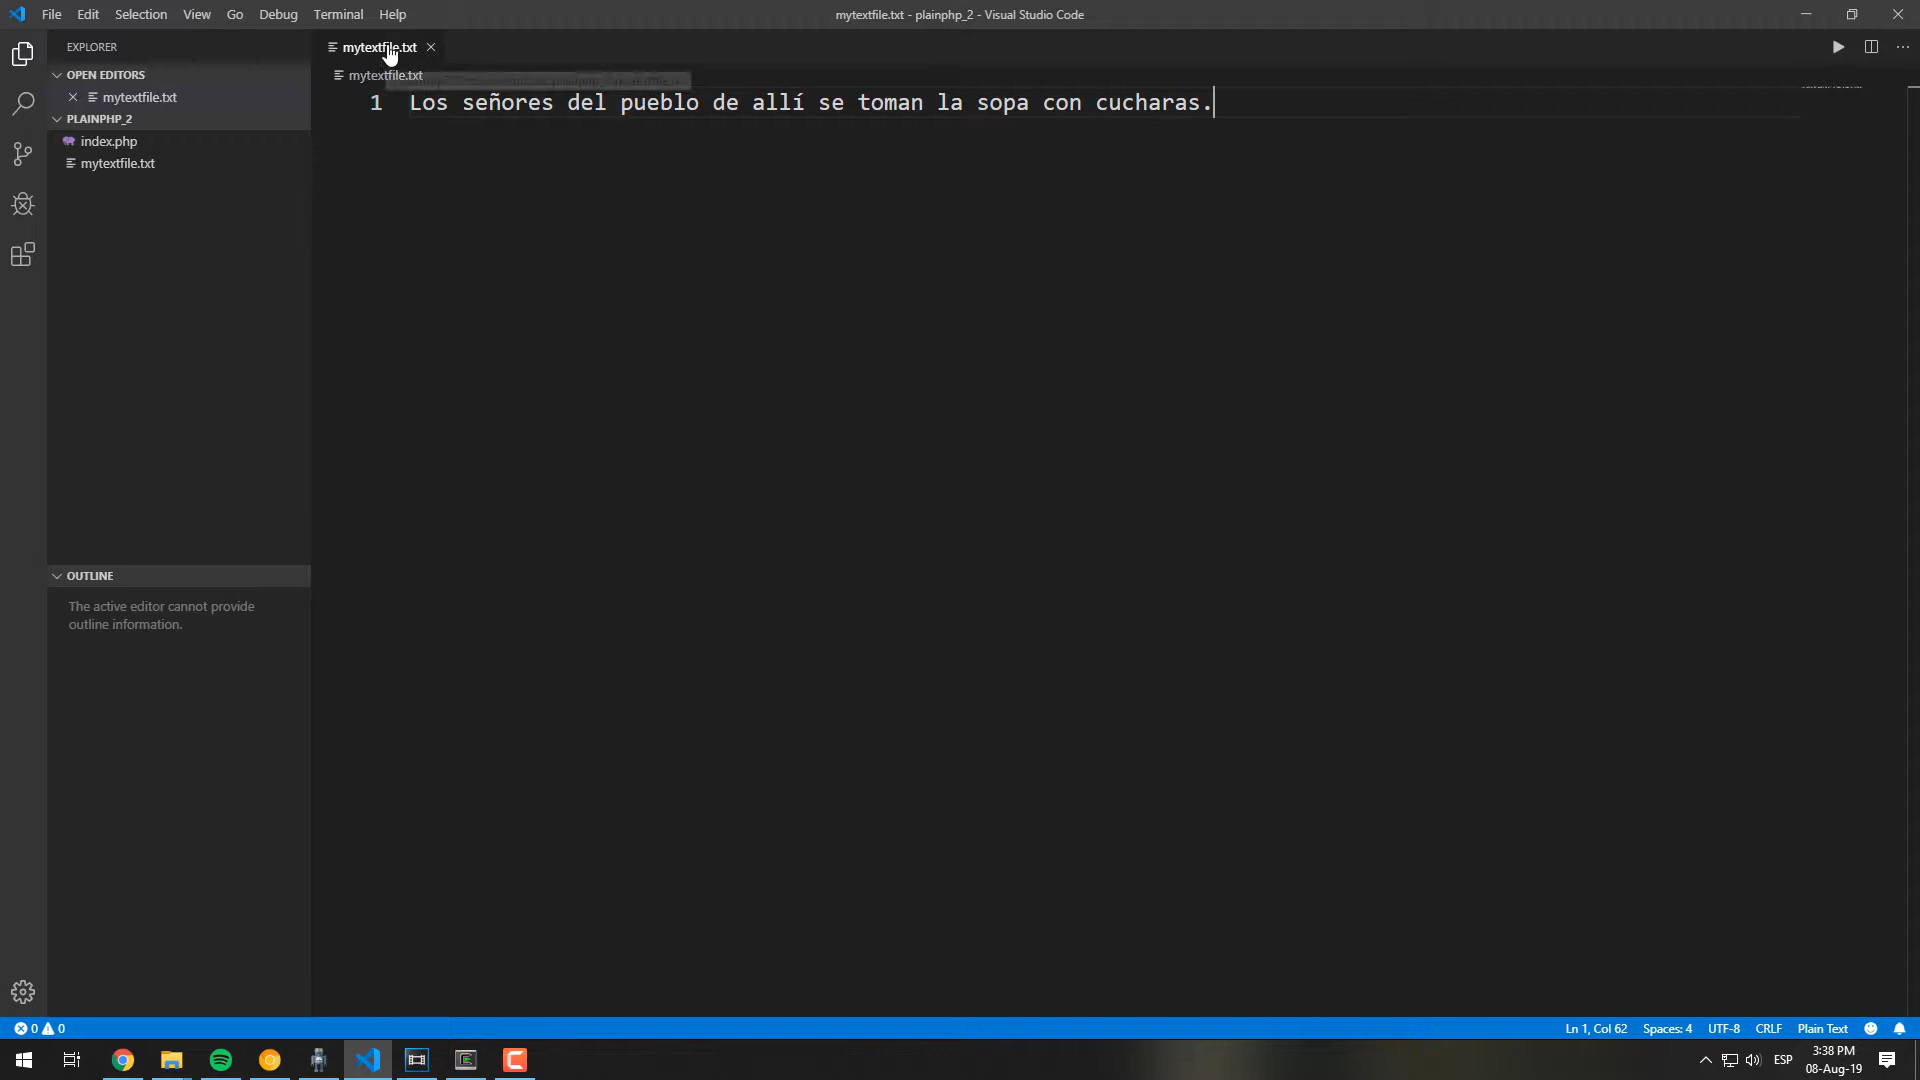 File Edit Selection View Go Debug Terminal Help
mytextfile.txt - plainphp_2 - Visual Studio Code
EXPLORER
OPEN EDITORS
mytextfile.txt
PLAINPHP_2
index.php
mytextfile.txt
OUTLINE
The active editor cannot provide
outline information.
mytextfile.txt
mytextfile.txt
1 Los señores del pueblo de allí se toman la sopa con cucharas.
0 0
Ln 1, Col 62 Spaces: 4 UTF-8 CRLF Plain Text
ESP
3:38 PM
08-Aug-19